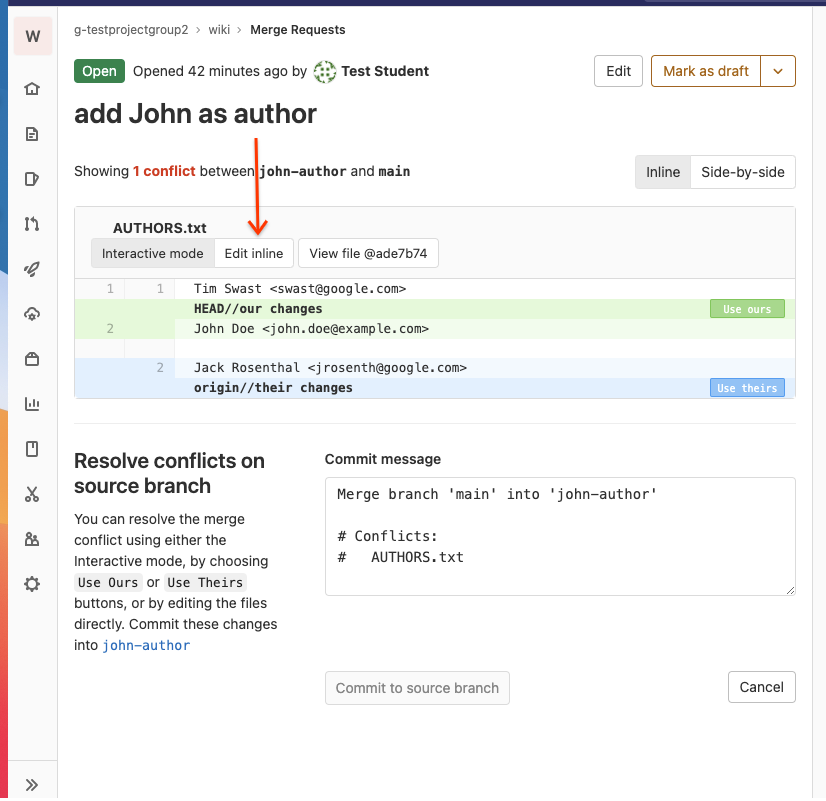 W
g-testprojectgroup2 › wiki › Merge Requests
Open Opened 42 minutes ago by Test Student
Edit Mark as draft
add John as author
Showing 1 conflict between john-author and main
Inline Side-by-side
AUTHORS.txt
Interactive mode Edit inline View file @ade7b74
1 1 Tim Swast <swast@google.com>
HEAD//our changes Use ours
2 John Doe <john.doe@example.com>
2 Jack Rosenthal <jrosenth@google.com>
origin//their changes Use theirs
Resolve conflicts on
source branch
You can resolve the merge
conflict using either the
Interactive mode, by choosing
Use Ours or Use Theirs
buttons, or by editing the files
directly. Commit these changes
into john-author
Commit message
Merge branch 'main' into 'john-author'
# Conflicts:
#   AUTHORS.txt
Commit to source branch Cancel